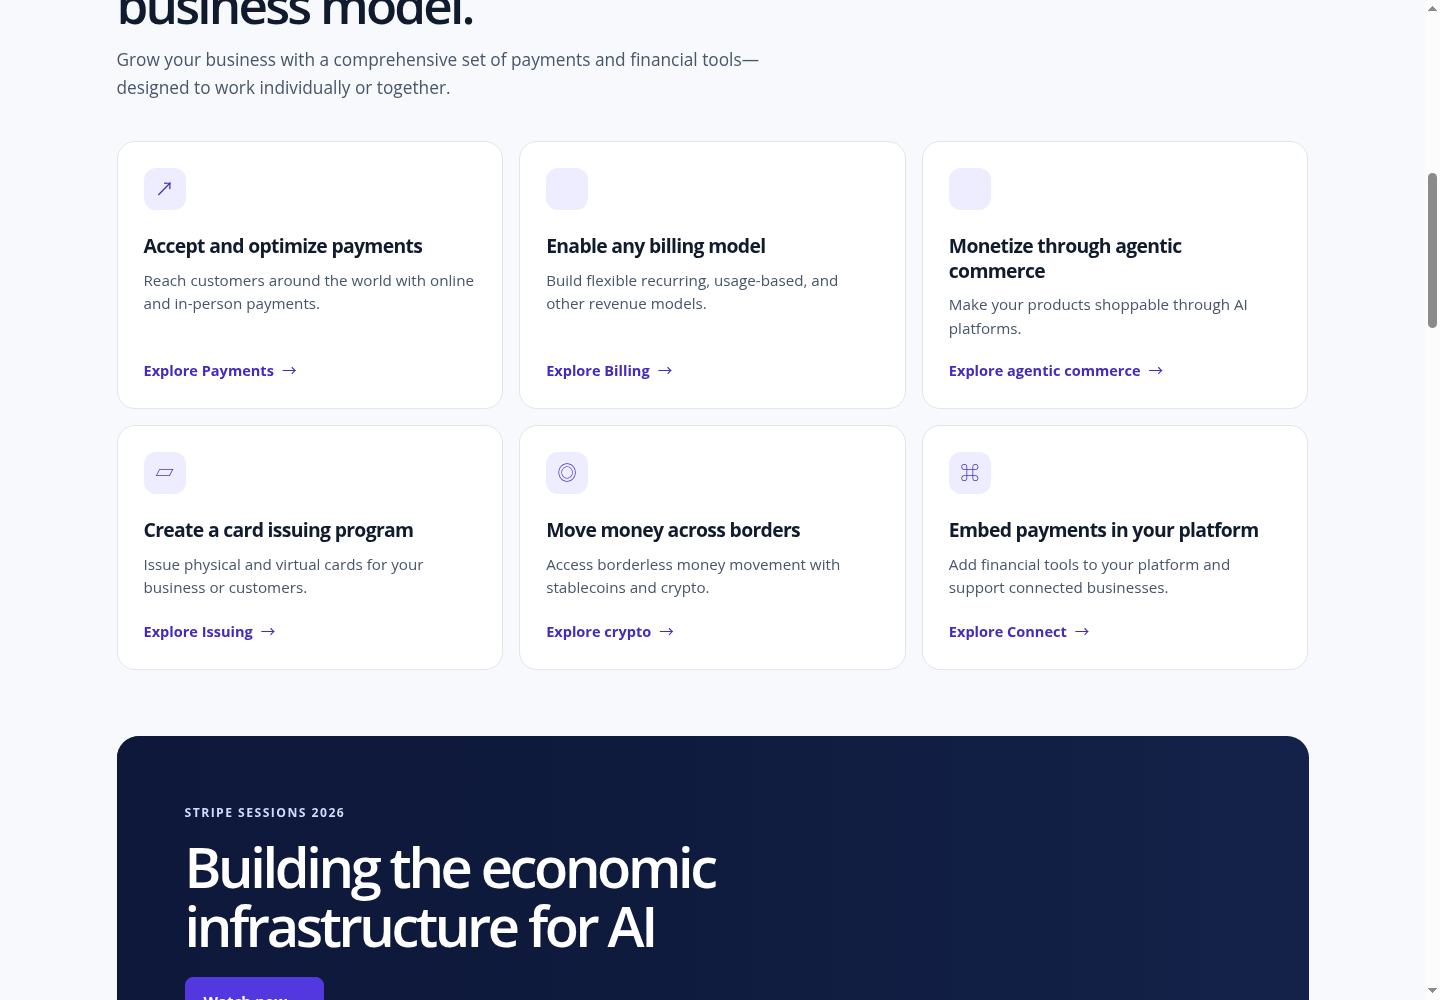 business model.
Grow your business with a comprehensive set of payments and financial tools—
designed to work individually or together.
Accept and optimize payments
Reach customers around the world with online
and in-person payments.
Explore Payments →
Enable any billing model
Build flexible recurring, usage-based, and
other revenue models.
Explore Billing →
Monetize through agentic
commerce
Make your products shoppable through AI
platforms.
Explore agentic commerce →
Create a card issuing program
Issue physical and virtual cards for your
business or customers.
Explore Issuing →
Move money across borders
Access borderless money movement with
stablecoins and crypto.
Explore crypto →
Embed payments in your platform
Add financial tools to your platform and
support connected businesses.
Explore Connect →
STRIPE SESSIONS 2026
Building the economic
infrastructure for AI
Watch now